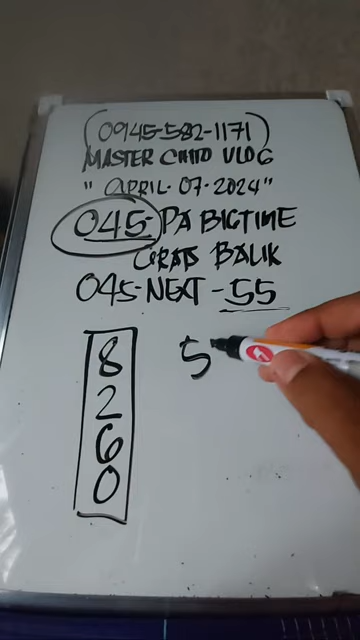 (0945-582-1171)
MASTER CHITO VLOG
"APRIL-07-2024"
045-PA BIGTIME
GRATS BALIK
045-NEXT-55
8
2
6
0
5